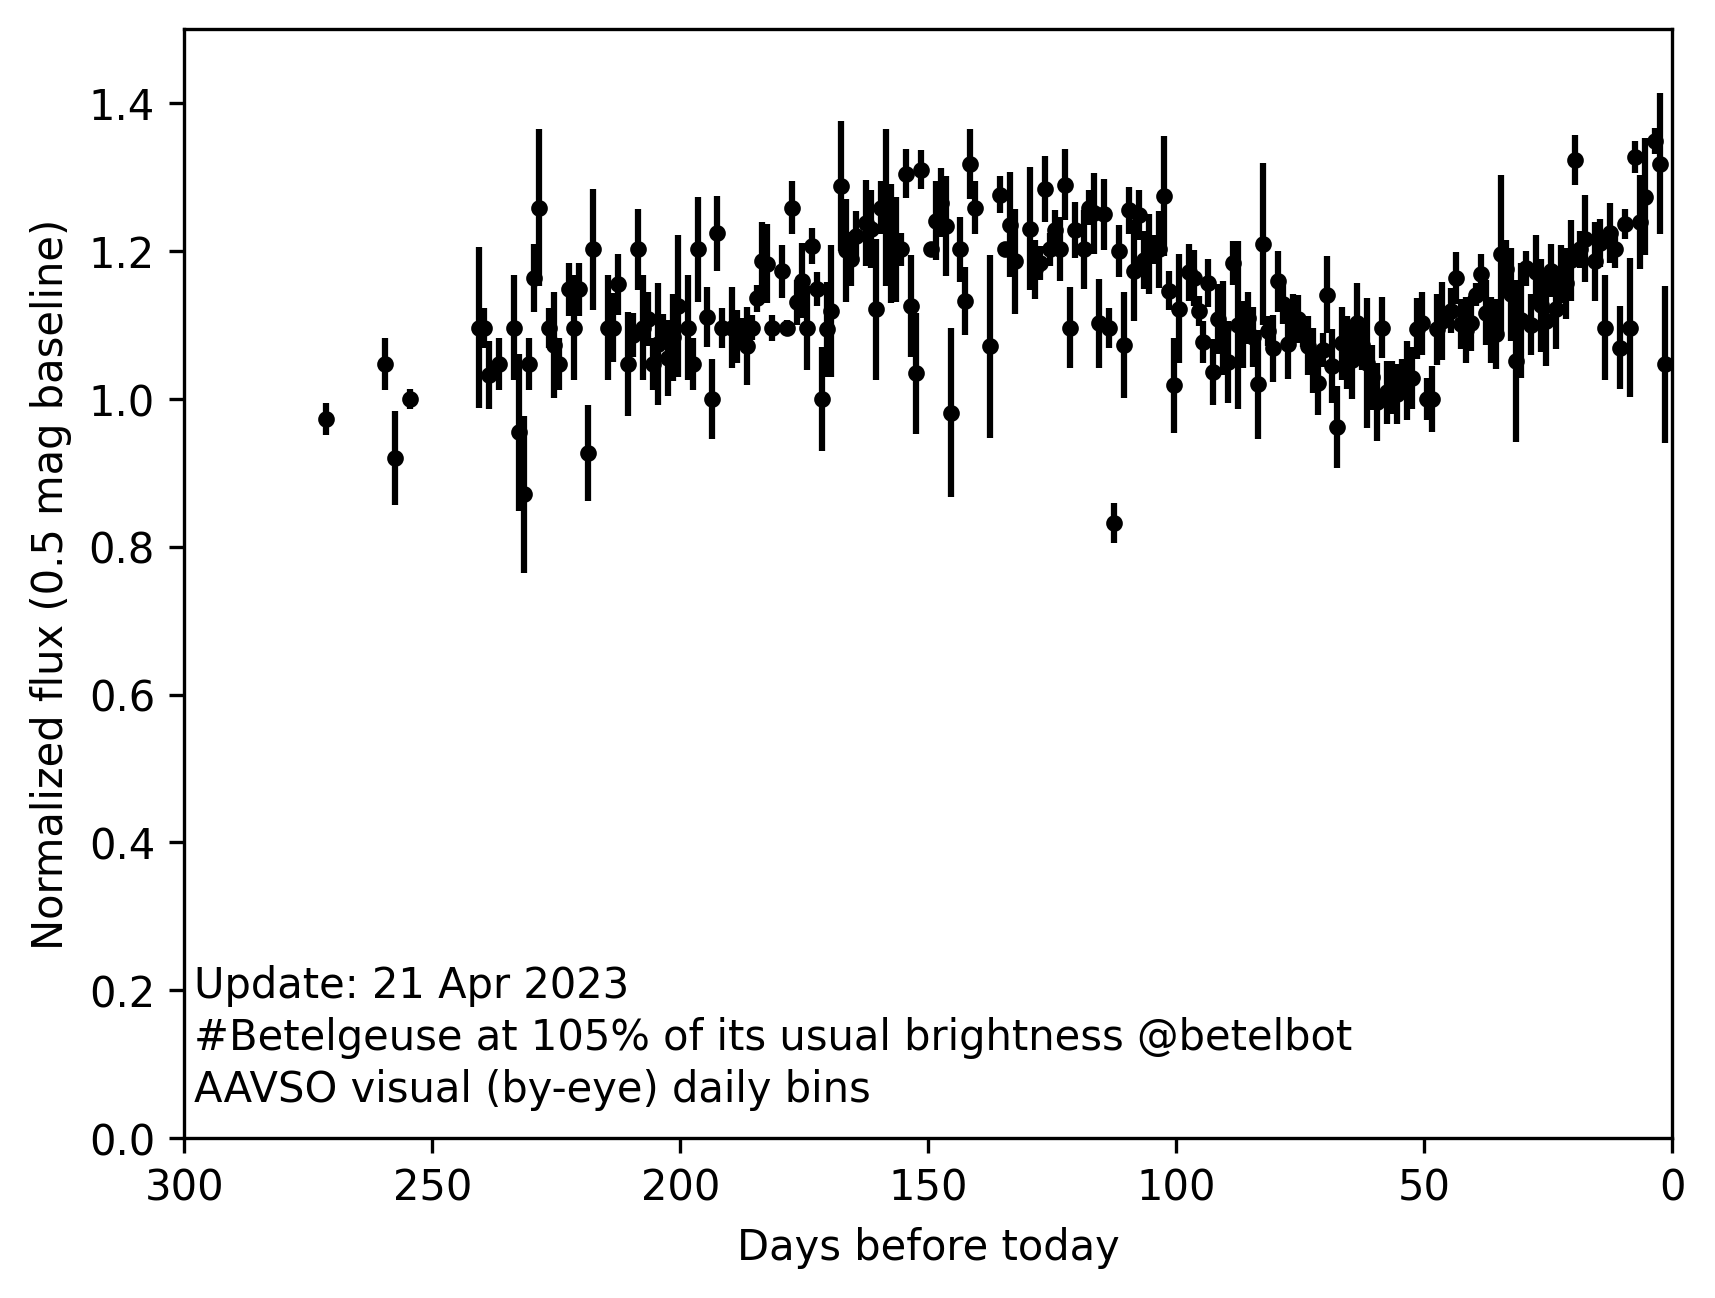 1.4
1.2
1.0
0.8
0.6
0.4
0.2
0.0
Normalized flux (0.5 mag baseline)
Update: 21 Apr 2023
#Betelgeuse at 105% of its usual brightness @betelbot
AAVSO visual (by-eye) daily bins
300 250 200 150 100 50 0
Days before today